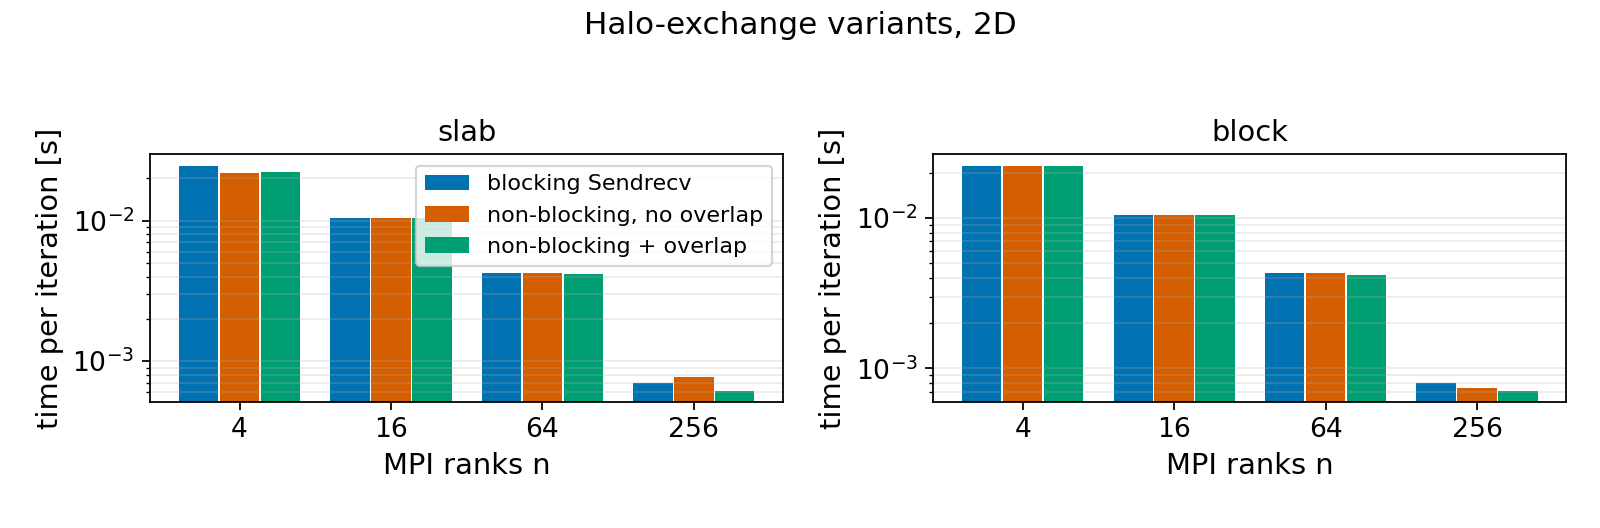 Halo-exchange variants, 2D
slab
time per iteration [s]
10⁻²
10⁻³
blocking Sendrecv
non-blocking, no overlap
non-blocking + overlap
4 16 64 256
MPI ranks n
block
time per iteration [s]
10⁻²
10⁻³
4 16 64 256
MPI ranks n